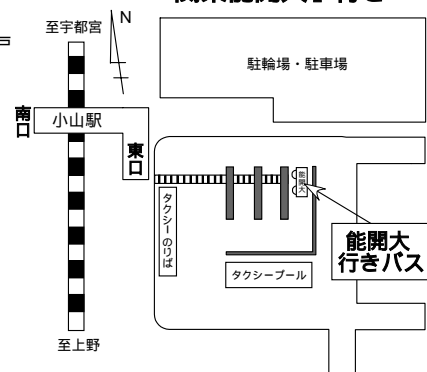 至宇都宮
N
駐輪場・駐車場
南口
小山駅
東口
能開大
タクシーのりば
能開大
行きバス
タクシープール
至上野